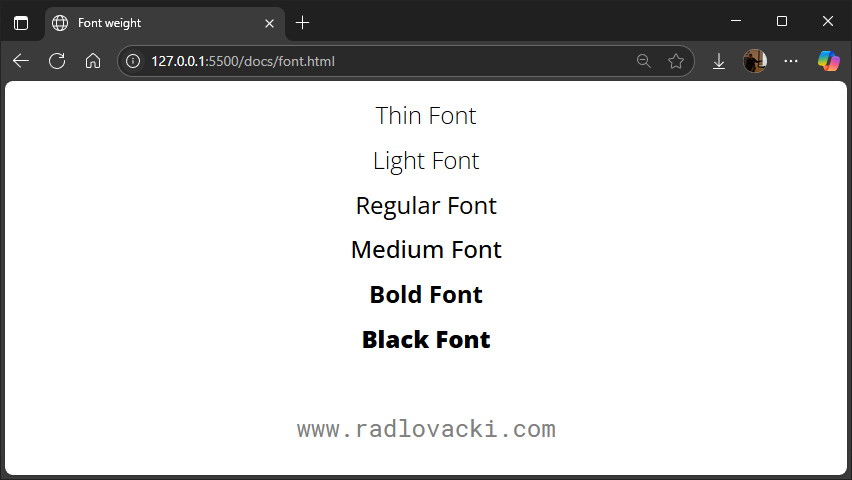 Font weight
127.0.0.1:5500/docs/font.html
Thin Font
Light Font
Regular Font
Medium Font
Bold Font
Black Font
www.radlovacki.com